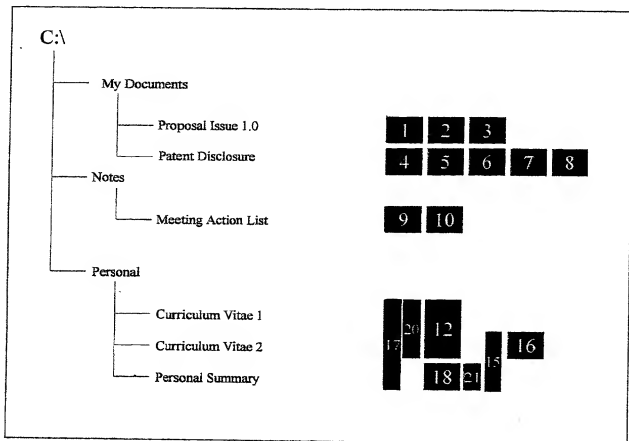 C:\
My Documents
Proposal Issue 1.0 1 2 3
Patent Disclosure 4 5 6 7 8
Notes
Meeting Action List 9 10
Personal
Curriculum Vitae 1 17 20 12
Curriculum Vitae 2 15 16
Personal Summary 18 21